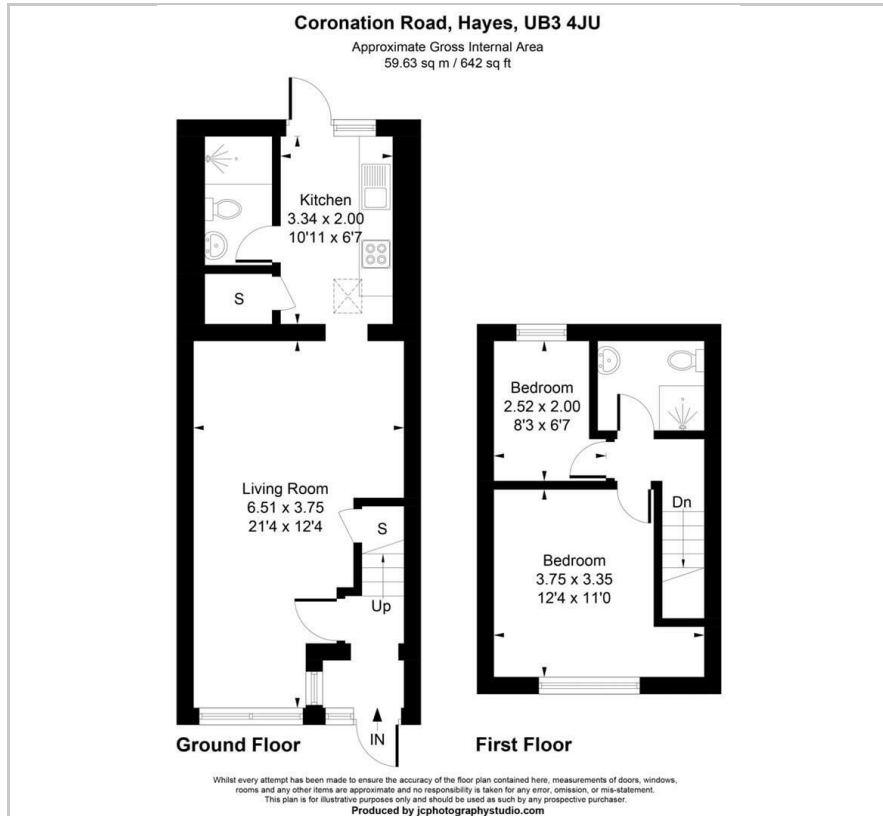 Coronation Road, Hayes, UB3 4JU
Approximate Gross Internal Area
59.63 sq m / 642 sq ft
Kitchen
3.34 x 2.00
10'11 x 6'7
S
Living Room
6.51 x 3.75
21'4 x 12'4
S
Up
IN
Ground Floor
Bedroom
2.52 x 2.00
8'3 x 6'7
Dn
Bedroom
3.75 x 3.35
12'4 x 11'0
First Floor
Whilst every attempt has been made to ensure the accuracy of the floor plan contained here, measurements of doors, windows,
rooms and any other items are approximate and no responsibility is taken for any error, omission, or mis-statement.
This plan is for illustrative purposes only and should be used as such by any prospective purchaser.
Produced by jcphotographystudio.com